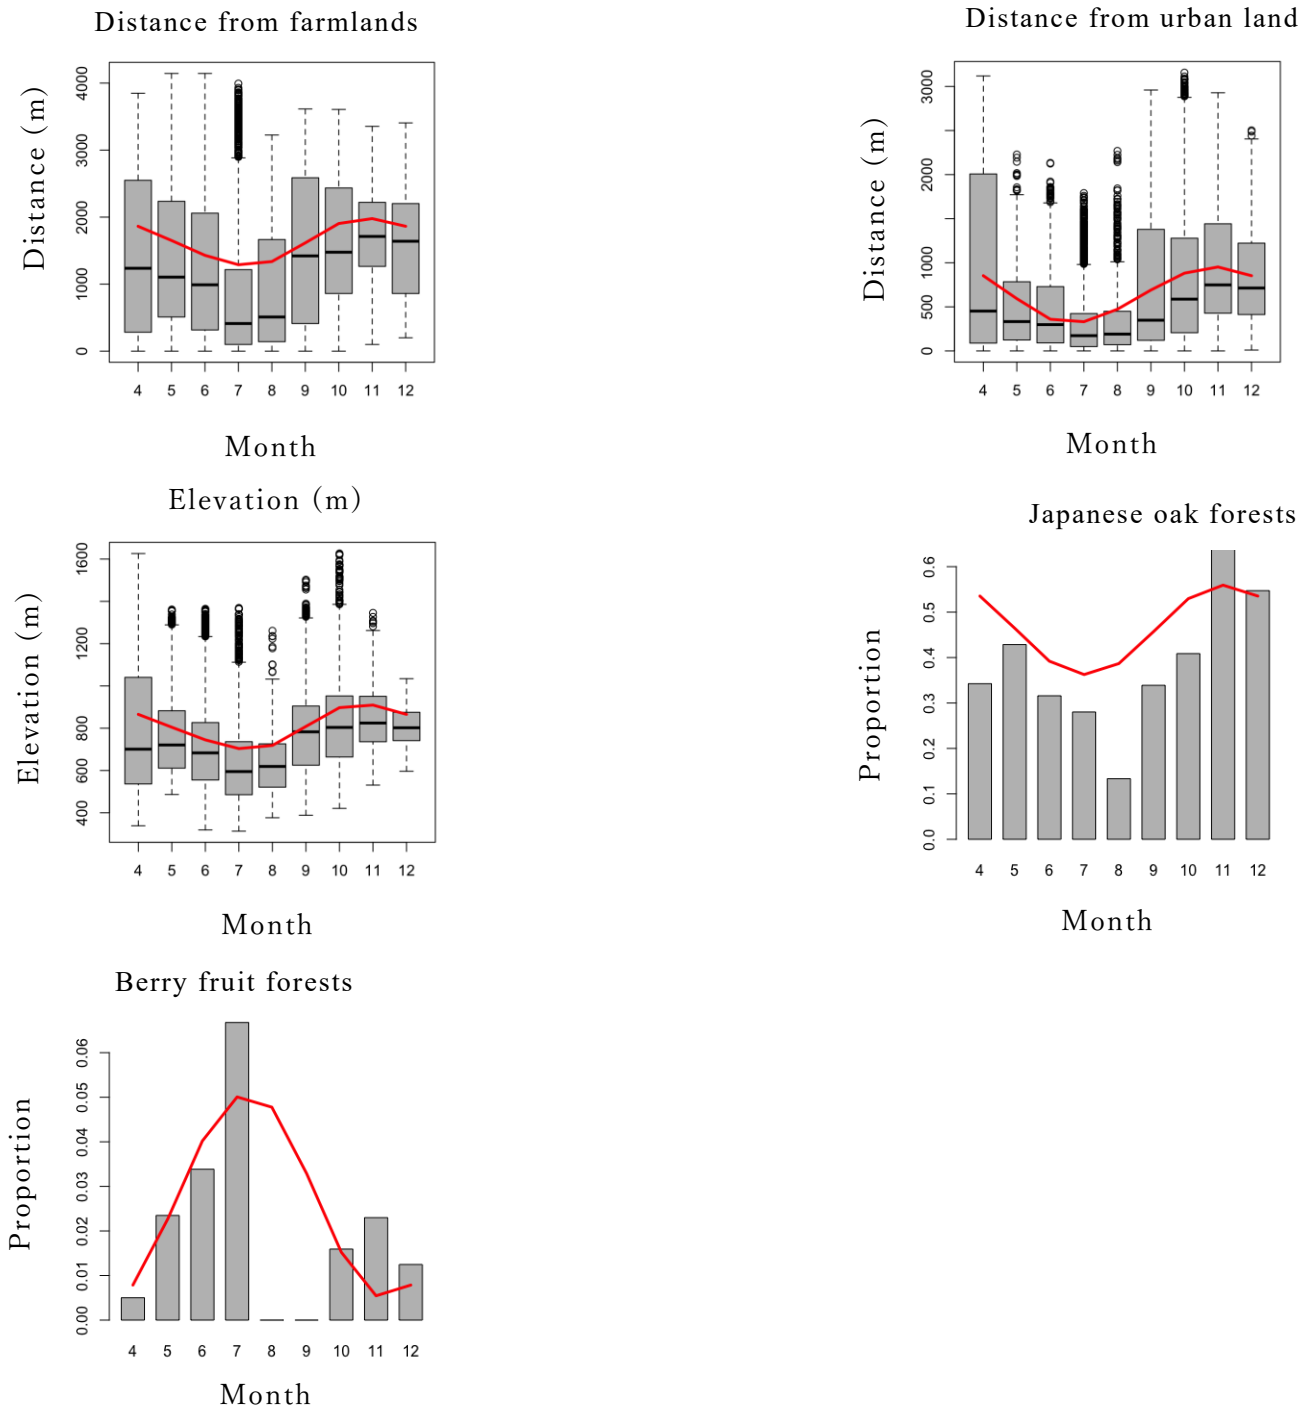 Distance from farmlands
Distance (m)
4000
3000
2000
1000
0
4 5 6 7 8 9 10 11 12
Month
Distance from urban land
Distance (m)
3000
2000
1000
500
0
4 5 6 7 8 9 10 11 12
Month
Elevation (m)
Elevation (m)
1600
1200
800
600
400
4 5 6 7 8 9 10 11 12
Month
Japanese oak forests
Proportion
0.6
0.5
0.4
0.3
0.2
0.1
0.0
4 5 6 7 8 9 10 11 12
Month
Berry fruit forests
Proportion
0.06
0.05
0.04
0.03
0.02
0.01
0.00
4 5 6 7 8 9 10 11 12
Month